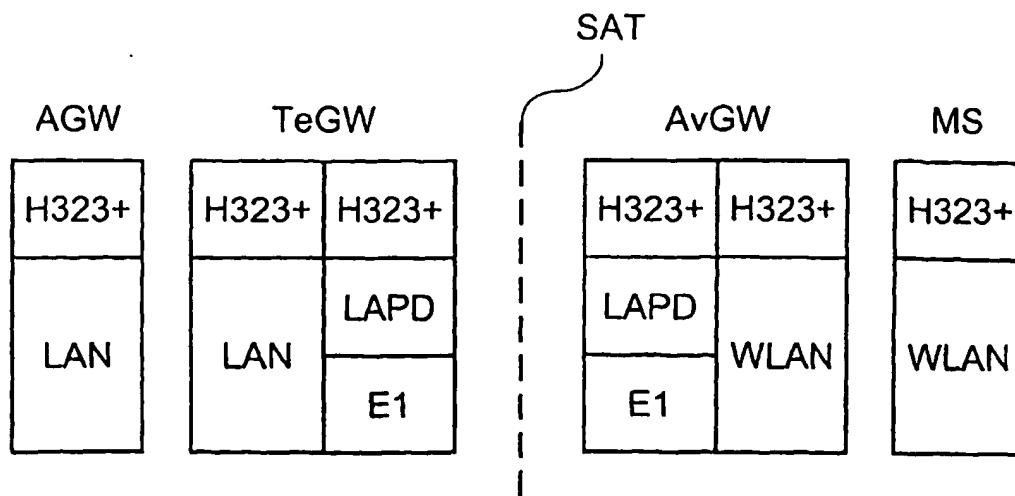 SAT
AGW TeGW AvGW MS
H323+ H323+ H323+ H323+ H323+ H323+
LAPD LAPD
LAN LAN WLAN WLAN
E1 E1